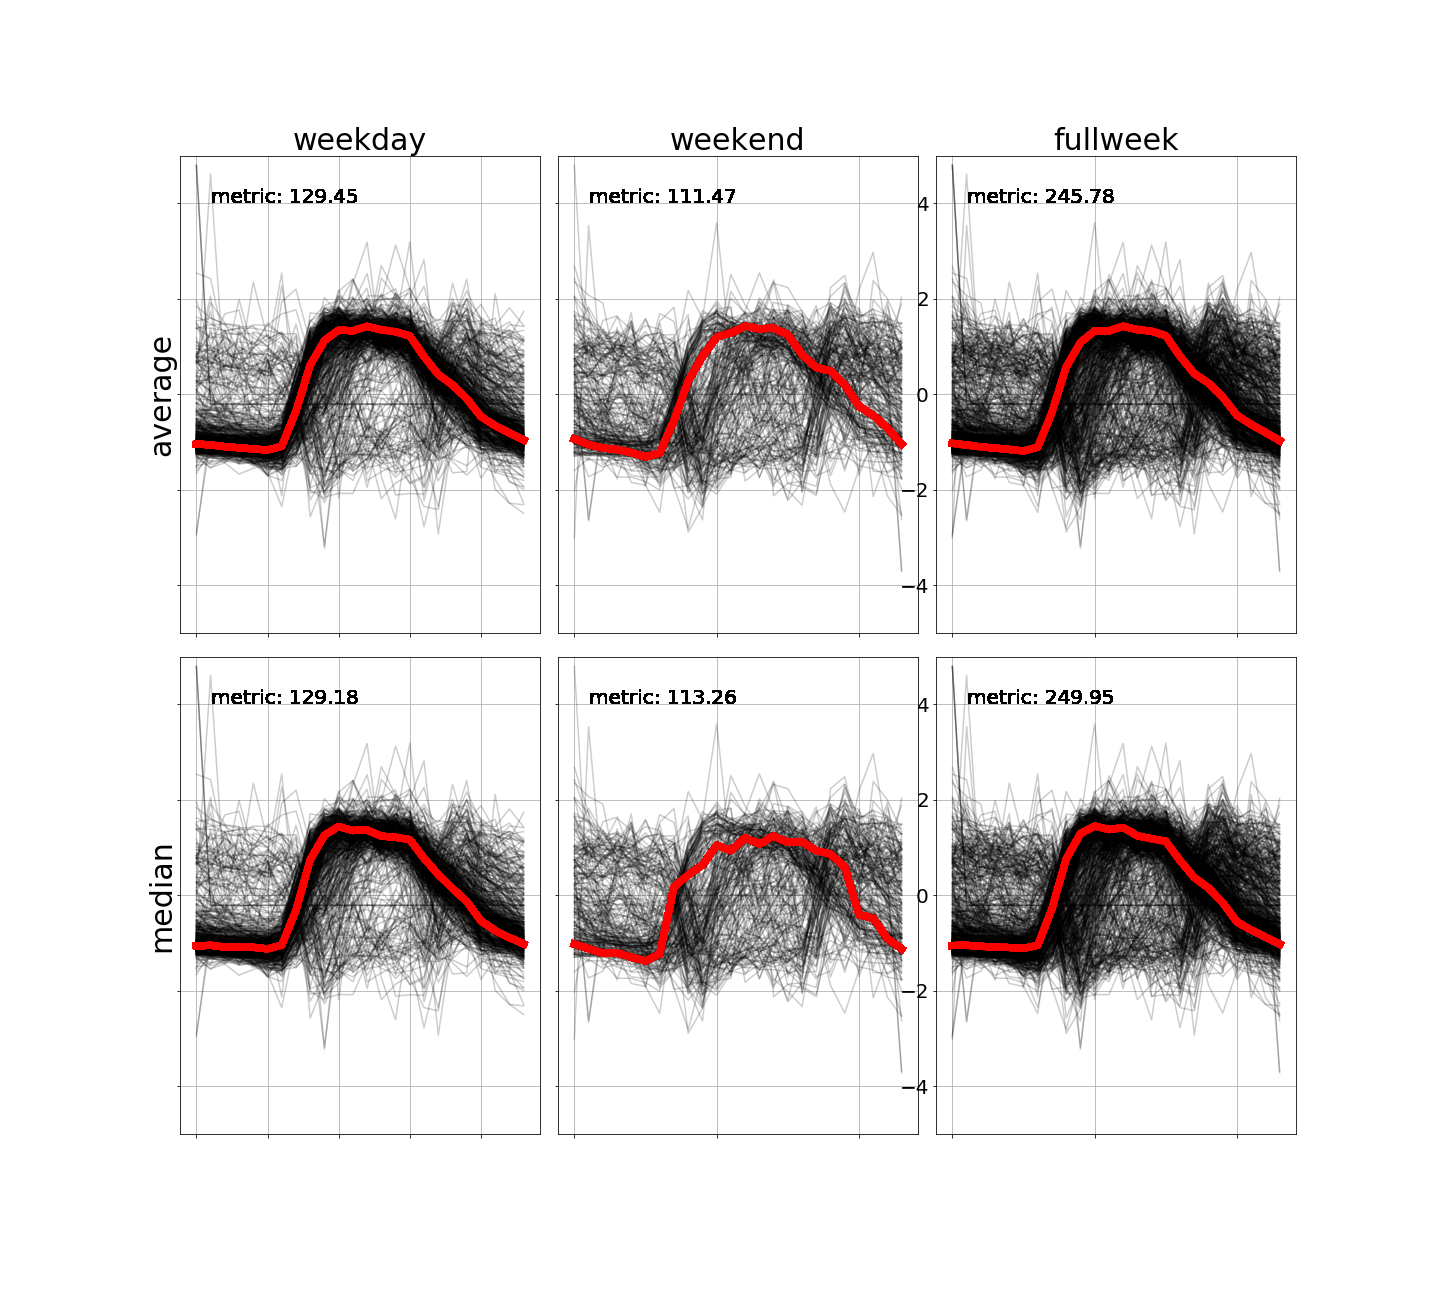 weekday weekend fullweek
average
metric: 129.45 metric: 111.47 metric: 245.78
4
2
0
−2
−4
median
metric: 129.18 metric: 113.26 metric: 249.95
4
2
0
−2
−4